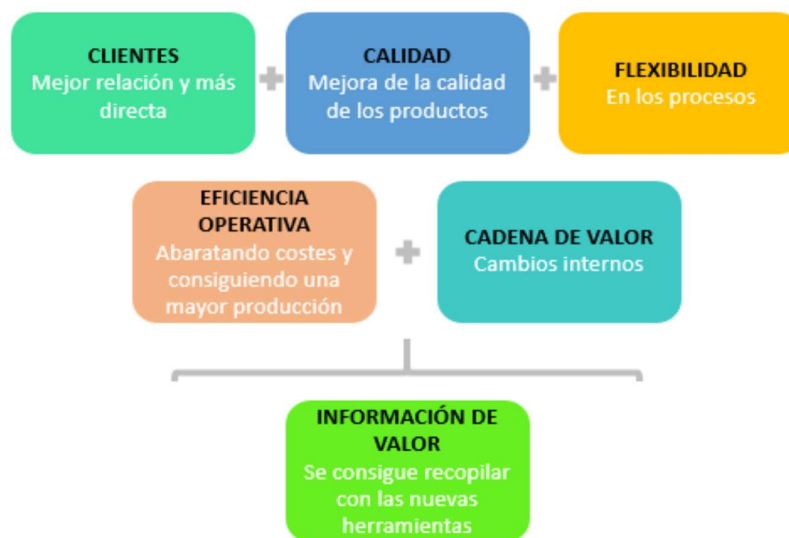 CLIENTES
Mejor relación y más
directa
CALIDAD
Mejora de la calidad
de los productos
FLEXIBILIDAD
En los procesos
EFICIENCIA
OPERATIVA
Abaratando costes y
consiguiendo una
mayor producción
CADENA DE VALOR
Cambios internos
INFORMACIÓN DE
VALOR
Se consigue recopilar
con las nuevas
herramientas